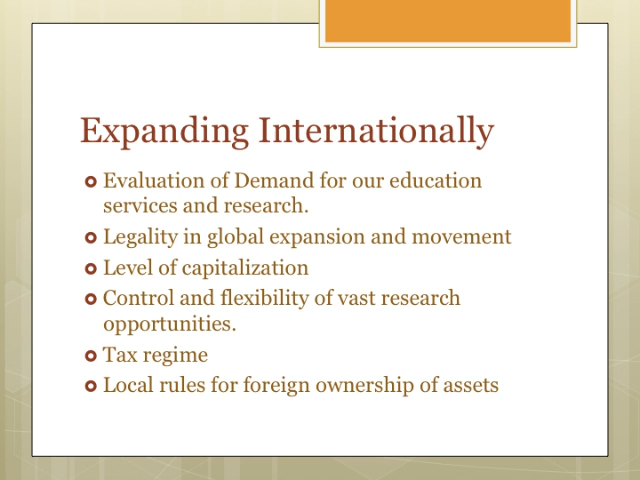 Expanding Internationally
Evaluation of Demand for our education
services and research.
Legality in global expansion and movement
Level of capitalization
Control and flexibility of vast research
opportunities.
Tax regime
Local rules for foreign ownership of assets